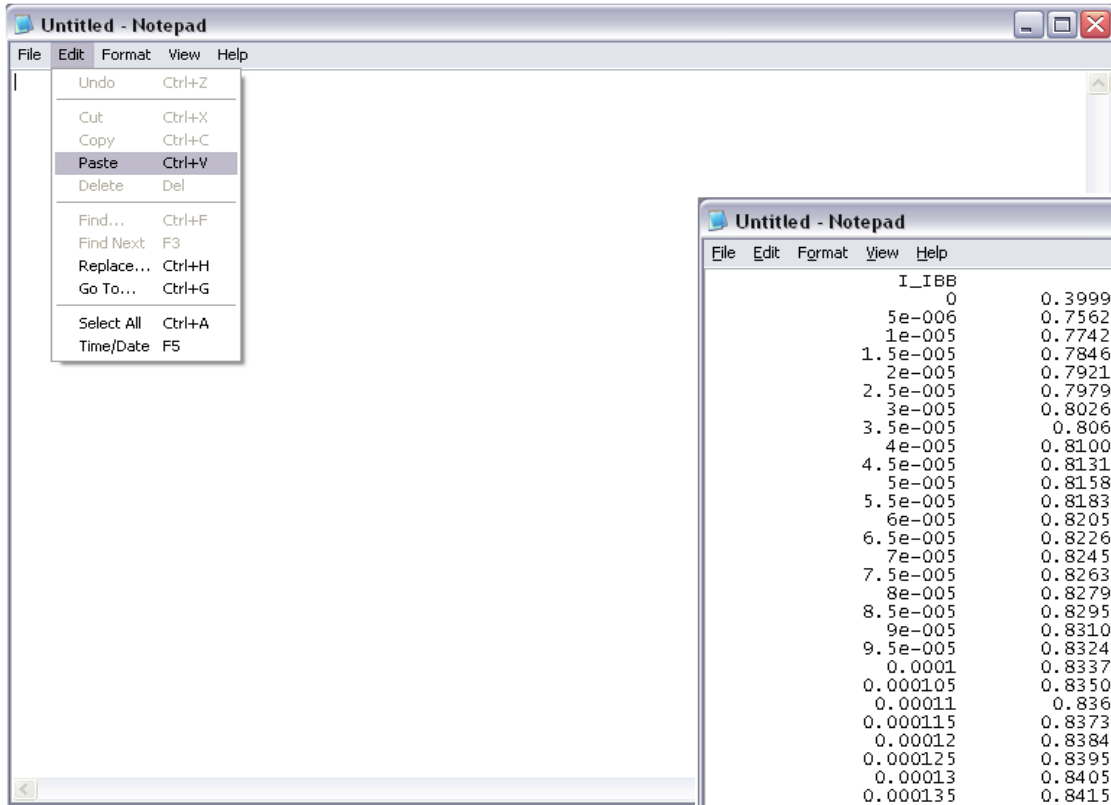 Untitled - Notepad
File Edit Format View Help
Undo Ctrl+Z
Cut Ctrl+X
Copy Ctrl+C
Paste Ctrl+V
Delete Del
Find... Ctrl+F
Find Next F3
Replace... Ctrl+H
Go To... Ctrl+G
Select All Ctrl+A
Time/Date F5
Untitled - Notepad
File Edit Format View Help
I_IBB
0 0.3999
5e-006 0.7562
1e-005 0.7742
1.5e-005 0.7846
2e-005 0.7921
2.5e-005 0.7979
3e-005 0.8026
3.5e-005 0.806
4e-005 0.8100
4.5e-005 0.8131
5e-005 0.8158
5.5e-005 0.8183
6e-005 0.8205
6.5e-005 0.8226
7e-005 0.8245
7.5e-005 0.8263
8e-005 0.8279
8.5e-005 0.8295
9e-005 0.8310
9.5e-005 0.8324
0.0001 0.8337
0.000105 0.8350
0.00011 0.836
0.000115 0.8373
0.00012 0.8384
0.000125 0.8395
0.00013 0.8405
0.000135 0.8415